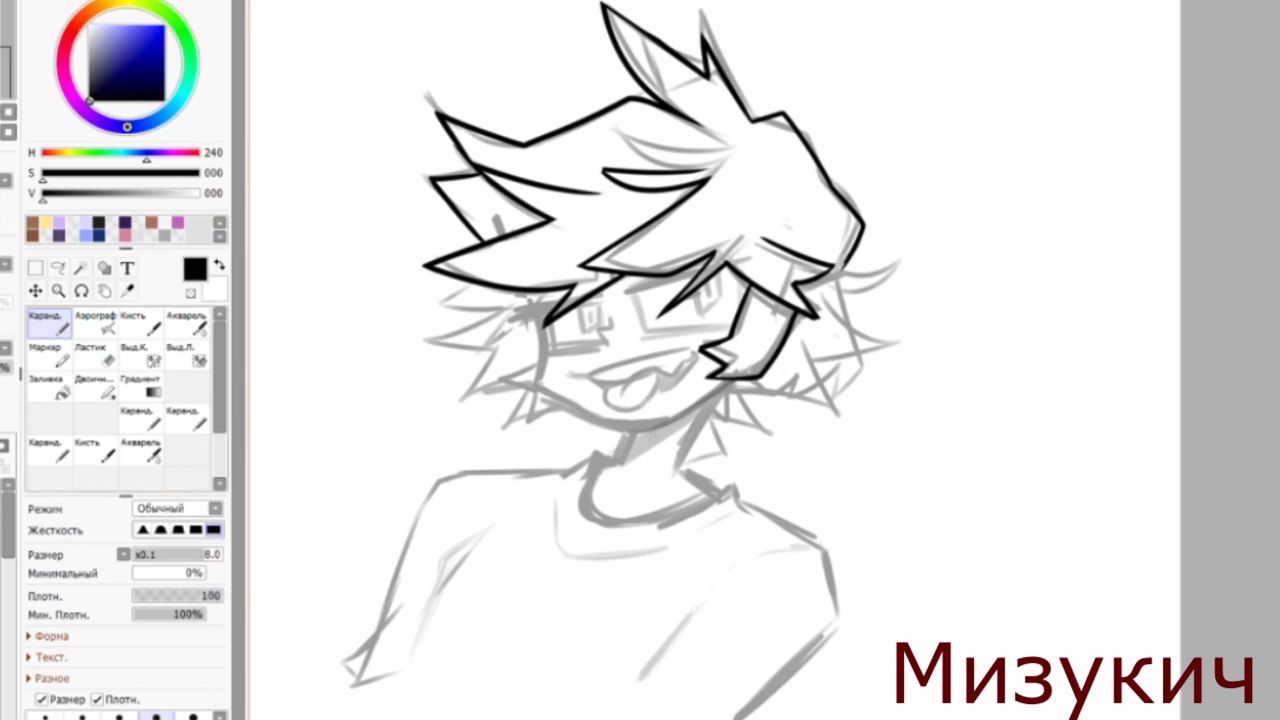 H 240
S 000
V 000
T
Каранд. Аэрограф Кисть Акварель
Маркер Ластик Выд.К. Выд.Л.
Заливка Двоичн... Градиент
Каранд. Каранд.
Каранд. Кисть Акварель
Режим Обычный
Жесткость
Размер x0.1 8.0
Минимальный 0%
Плотн. 100
Мин. Плотн. 100%
Форма
Текст.
Разное
Размер Плотн.
Мизукич